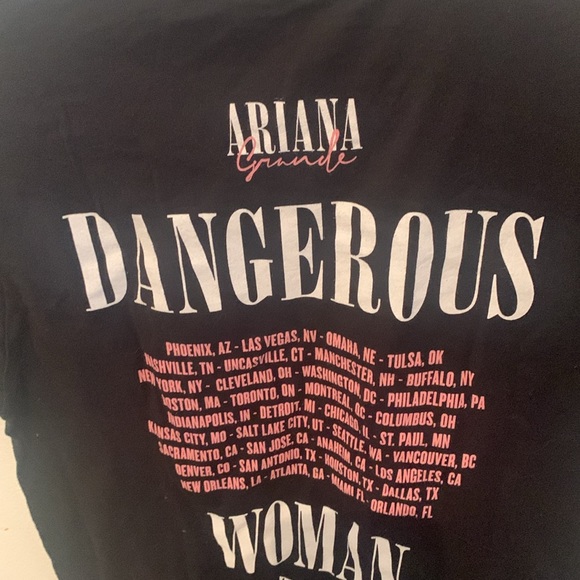 ARIANA
Grande
DANGEROUS
PHOENIX, AZ - LAS VEGAS, NV - OMAHA, NE - TULSA, OK
NASHVILLE, TN - UNCASVILLE, CT - MANCHESTER, NH - BUFFALO, NY
NEW YORK, NY - CLEVELAND, OH - WASHINGTON, DC - PHILADELPHIA, PA
BOSTON, MA - TORONTO, ON - MONTREAL, QC - COLUMBUS, OH
INDIANAPOLIS, IN - DETROIT, MI - CHICAGO, IL - ST. PAUL, MN
KANSAS CITY, MO - SALT LAKE CITY, UT - SEATTLE, WA - VANCOUVER, BC
SACRAMENTO, CA - SAN JOSE, CA - ANAHEIM, CA - LOS ANGELES, CA
DENVER, CO - SAN ANTONIO, TX - HOUSTON, TX - DALLAS, TX
NEW ORLEANS, LA - ATLANTA, GA - MIAMI FL - ORLANDO, FL
WOMAN